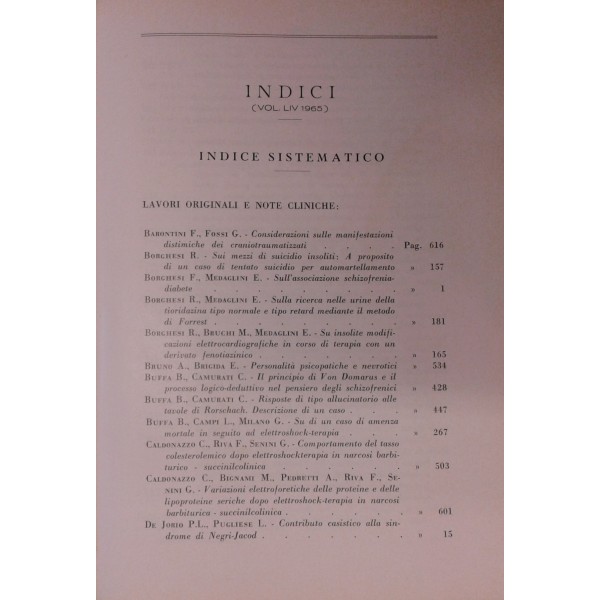 INDICI
(VOL. LIV 1965)
INDICE SISTEMATICO
LAVORI ORIGINALI E NOTE CLINICHE:
BARONTINI F., FOSSI G. - Considerazioni sulle manifestazioni
distimiche dei craniotraumatizzati . . . . Pag. 616
BORGHESI R. - Sui mezzi di suicidio insoliti: A proposito
di un caso di tentato suicidio per automartellamento » 157
BORGHESI F., MEDAGLINI E. - Sull'associazione schizofrenia-
diabete . . . . . . . . » 1
BORGHESI R., MEDAGLINI E. - Sulla ricerca nelle urine della
tioridazina tipo normale e tipo retard mediante il metodo
di Forrest . . . . . . . . » 181
BORGHESI R., BRUCHI M., MEDAGLINI E. - Su insolite modifi-
cazioni elettrocardiografiche in corso di terapia con un
derivato fenotiazinico . . . . . . » 165
BRUNO A., BRIGIDA E. - Personalità psicopatiche e nevrotici » 534
BUFFA B., CAMURATI C. - Il principio di Von Domarus e il
processo logico-deduttivo nel pensiero degli schizofrenici » 428
BUFFA B., CAMURATI C. - Risposte di tipo allucinatorio alle
tavole di Rorschach. Descrizione di un caso . . . » 447
BUFFA B., CAMPI L., MILANO G. - Su di un caso di amenza
mortale in seguito ad elettroshock-terapia . . . » 267
CALDONAZZO C., RIVA F., SENINI G. - Comportamento del tasso
colesterolemico dopo elettroshockterapia in narcosi barbi-
turico - succinilcolinica . . . . . . » 503
CALDONAZZO C., BIGNAMI M., PEDRETTI A., RIVA F., SE-
NINI G. - Variazioni elettroforetiche delle proteine e delle
lipoproteine seriche dopo elettroshock-terapia in narcosi
barbiturica - succinilcolinica . . . . . . » 601
DE JORIO P.L., PUGLIESE L. - Contributo casistico alla sin-
drome di Negri-Jacod . . . . . . . » 15